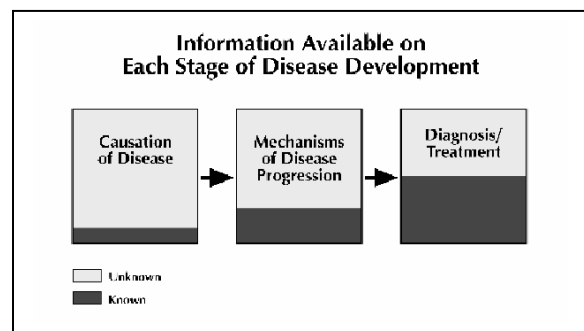 Information Available on
Each Stage of Disease Development
Causation
of Disease
Mechanisms
of Disease
Progression
Diagnosis/
Treatment
Unknown
Known